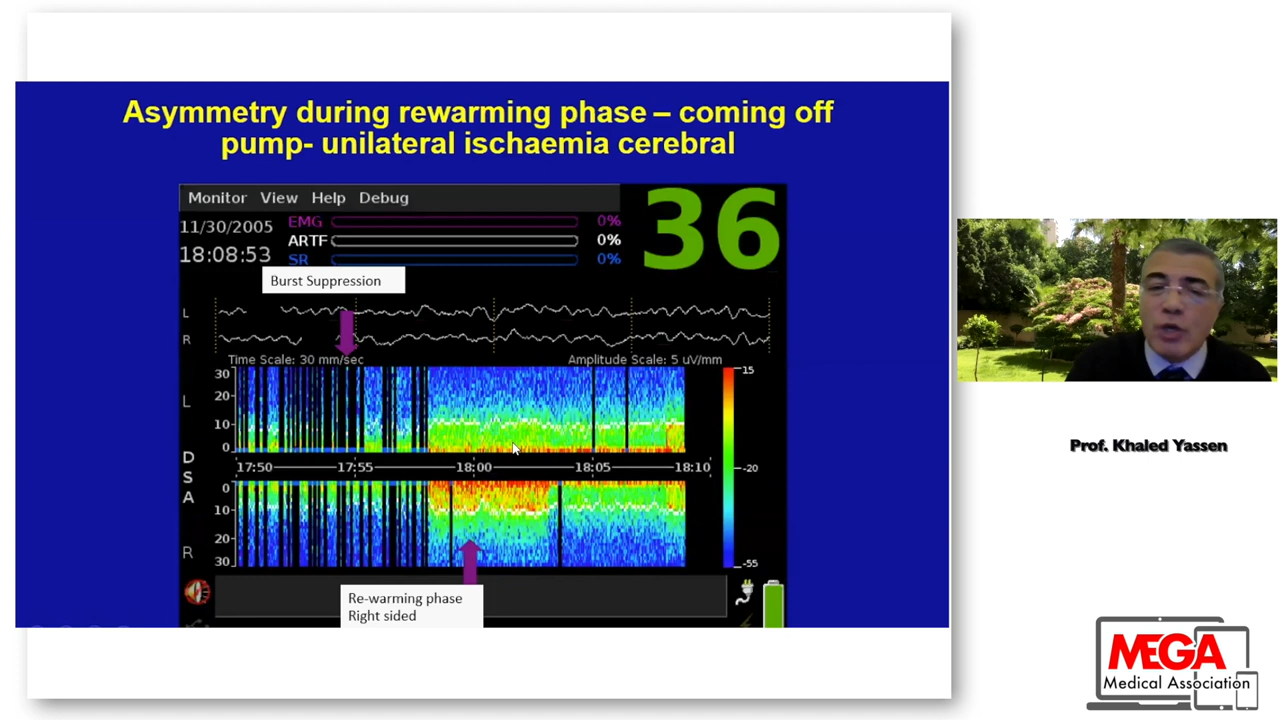 Asymmetry during rewarming phase – coming off
pump- unilateral ischaemia cerebral
Monitor View Help Debug
11/30/2005
18:08:53
EMG 0%
ARTF 0%
SR 0%
36
Burst Suppression
L
R
Time Scale: 30 mm/sec
Amplitude Scale: 5 uV/mm
30
20
10
0
L
15
-20
-55
D
S
A
17:50 17:55 18:00 18:05 18:10
0
10
20
30
R
Re-warming phase
Right sided
Prof. Khaled Yassen
MEGA
Medical Association